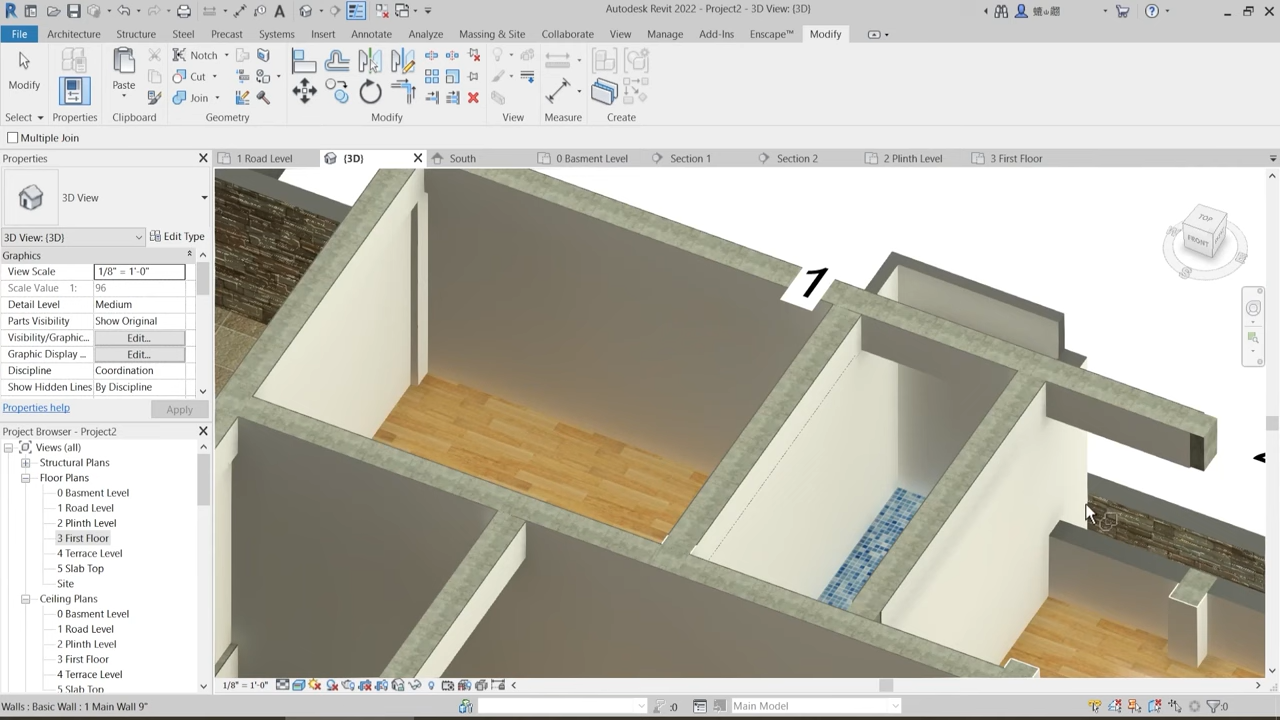 Autodesk Revit 2022 - Project2 - 3D View: {3D}
File Architecture Structure Steel Precast Systems Insert Annotate Analyze Massing & Site Collaborate View Manage Add-Ins Enscape™ Modify
Modify
Paste
Notch
Cut
Join
Select Properties Clipboard Geometry Modify View Measure Create
Multiple Join
Properties
1 Road Level {3D} South 0 Basment Level Section 1 Section 2 2 Plinth Level 3 First Floor
3D View
3D View: {3D} Edit Type
Graphics
View Scale 1/8" = 1'-0"
Scale Value 1: 96
Detail Level Medium
Parts Visibility Show Original
Visibility/Graphic... Edit...
Graphic Display ... Edit...
Discipline Coordination
Show Hidden Lines By Discipline
Properties help Apply
Project Browser - Project2
Views (all)
Structural Plans
Floor Plans
0 Basment Level
1 Road Level
2 Plinth Level
3 First Floor
4 Terrace Level
5 Slab Top
Site
Ceiling Plans
0 Basment Level
1 Road Level
2 Plinth Level
3 First Floor
4 Terrace Level
5 Slab Top
1
TOP
FRONT
1/8" = 1'-0"
Walls : Basic Wall : 1 Main Wall 9" :0 Main Model :0